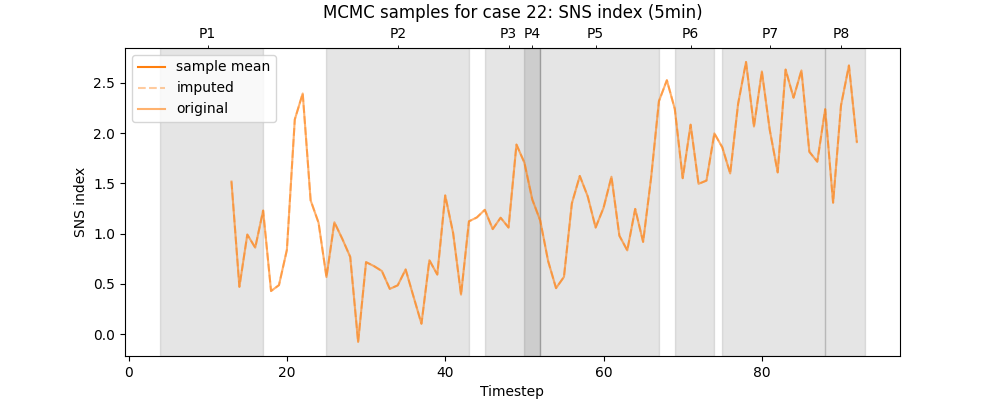 MCMC samples for case 22: SNS index (5min)
P1 P2 P3 P4 P5 P6 P7 P8
sample mean
imputed
original
SNS index
2.5
2.0
1.5
1.0
0.5
0.0
0 20 40 60 80
Timestep